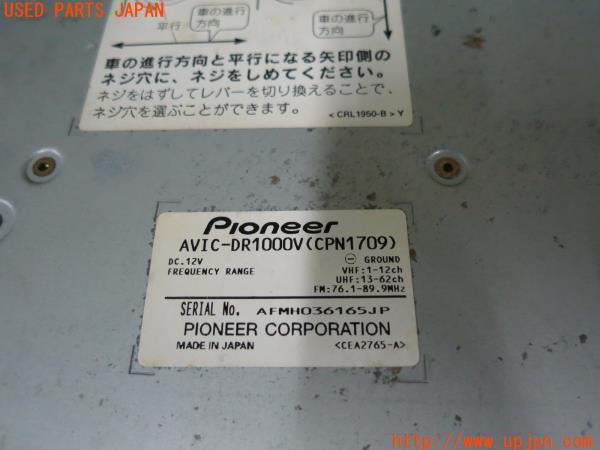 USED PARTS JAPAN
車の進行
方向
車の進行
方向
平行
車の進行方向と平行になる矢印側の
ネジ穴に、ネジをしめてください。
ネジをはずしてレバーを切り換えることで、
ネジ穴を選ぶことができます。
<CRL1950-B>Y
Pioneer
AVIC-DR1000V(CPN1709)
DC.12V ⊖ GROUND
FREQUENCY RANGE VHF:1-12ch
UHF:13-62ch
FM:76.1-89.9MHz
SERIAL No. AFMH036165JP
PIONEER CORPORATION
MADE IN JAPAN <CEA2765-A>
http://www.upjpn.com